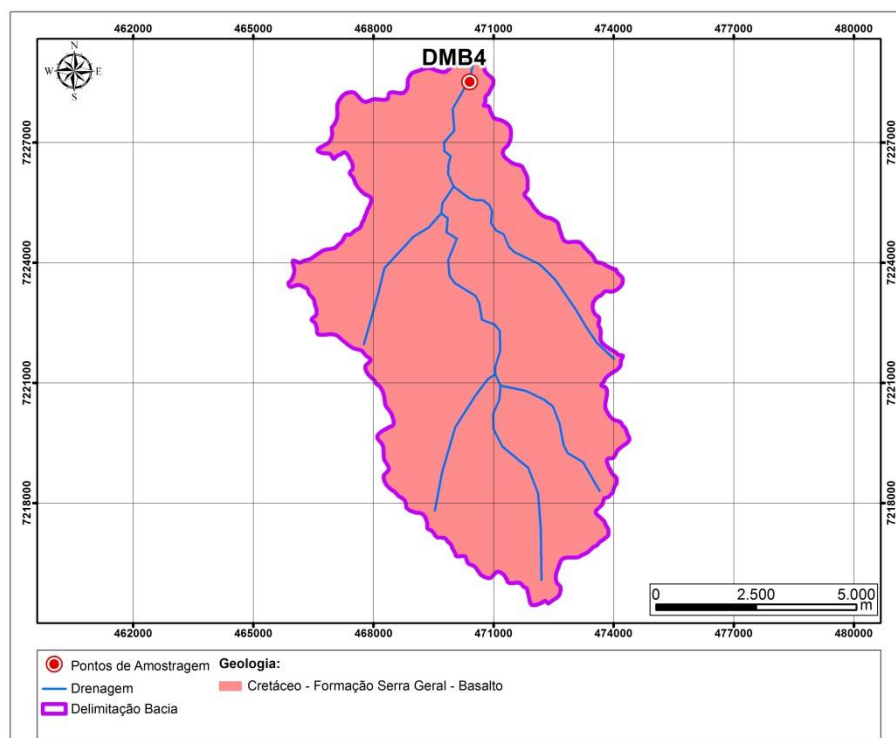 462000 465000 468000 471000 474000 477000 480000
N
W E
S
DMB4
7227000 7227000
7224000 7224000
7221000 7221000
7218000 7218000
0 2.500 5.000
m
462000 465000 468000 471000 474000 477000 480000
Pontos de Amostragem Geologia:
Drenagem Cretáceo - Formação Serra Geral - Basalto
Delimitação Bacia